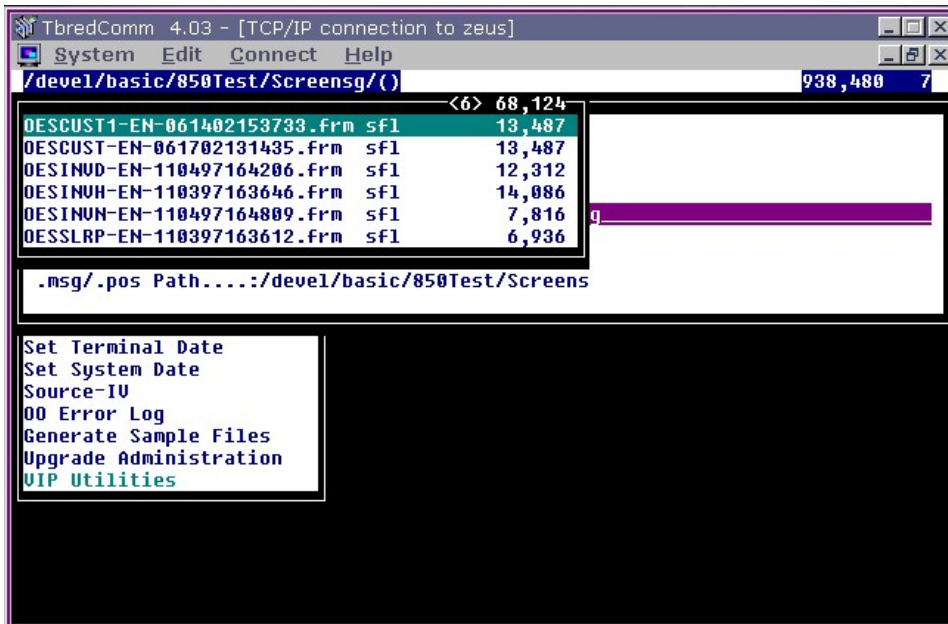 TbredComm 4.03 - [TCP/IP connection to zeus]
System Edit Connect Help
/devel/basic/850Test/Screensg/() 938,480 7
<6> 68,124
OESCUST1-EN-061402153733.frm sfl 13,487
OESCUST-EN-061702131435.frm sfl 13,487
OESINVD-EN-110497164206.frm sfl 12,312
OESINVH-EN-110397163646.frm sfl 14,086
OESINVN-EN-110497164809.frm sfl 7,816
g
OESSLRP-EN-110397163612.frm sfl 6,936
.msg/.pos Path....:/devel/basic/850Test/Screens
Set Terminal Date
Set System Date
Source-IV
OO Error Log
Generate Sample Files
Upgrade Administration
VIP Utilities